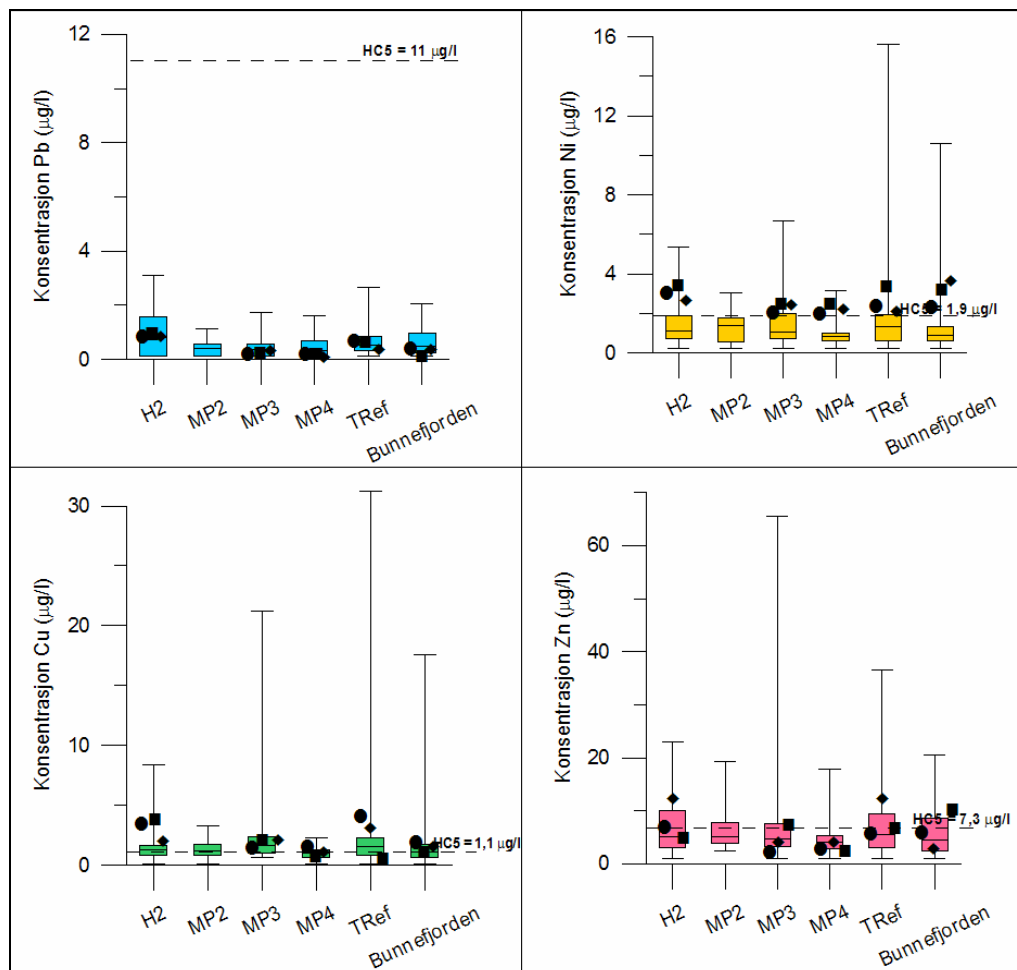 12
8
4
0
Konsentrasjon Pb (µg/l)
HC5 = 11 µg/l
H2
MP2
MP3
MP4
TRef
Bunnefjorden
16
12
8
4
0
Konsentrasjon Ni (µg/l)
HC5 = 1,9 µg/l
H2
MP2
MP3
MP4
TRef
Bunnefjorden
30
20
10
0
Konsentrasjon Cu (µg/l)
HC5 = 1,1 µg/l
H2
MP2
MP3
MP4
TRef
Bunnefjorden
60
40
20
0
Konsentrasjon Zn (µg/l)
HC5 = 7,3 µg/l
H2
MP2
MP3
MP4
TRef
Bunnefjorden